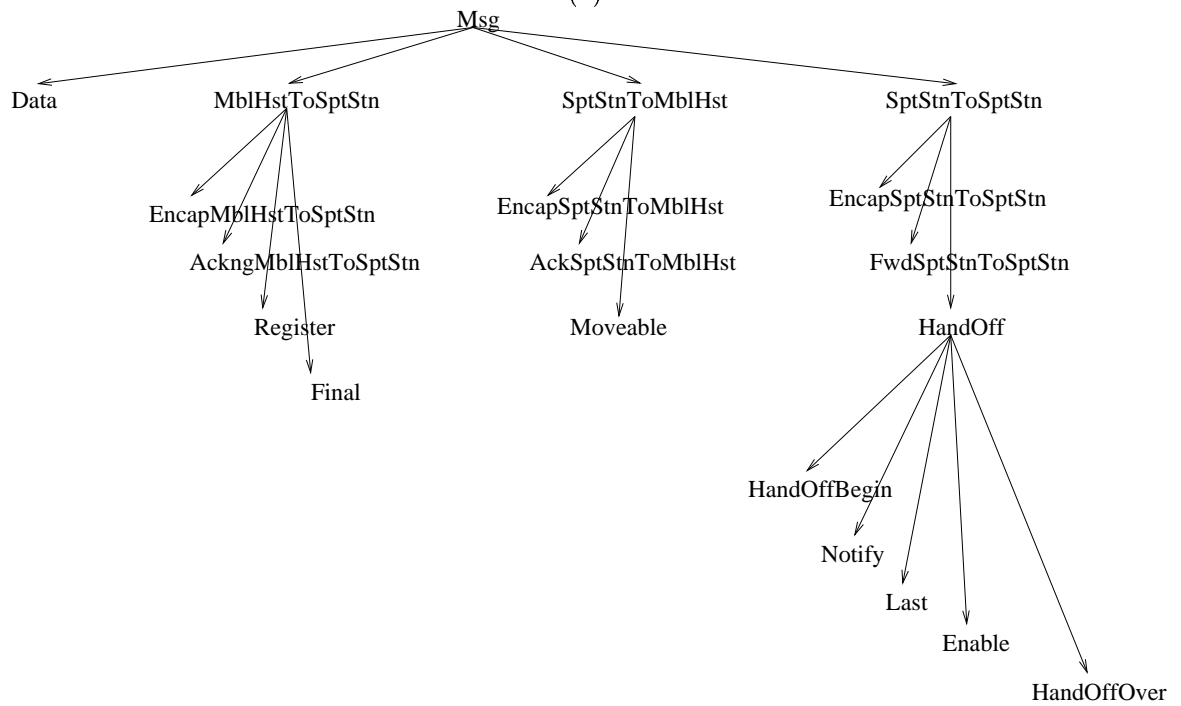 ( )
Msg
Data
MblHstToSptStn
SptStnToMblHst
SptStnToSptStn
EncapMblHstToSptStn
EncapSptStnToMblHst
EncapSptStnToSptStn
AckngMblHstToSptStn
AckSptStnToMblHst
FwdSptStnToSptStn
Register
Moveable
HandOff
Final
HandOffBegin
Notify
Last
Enable
HandOffOver